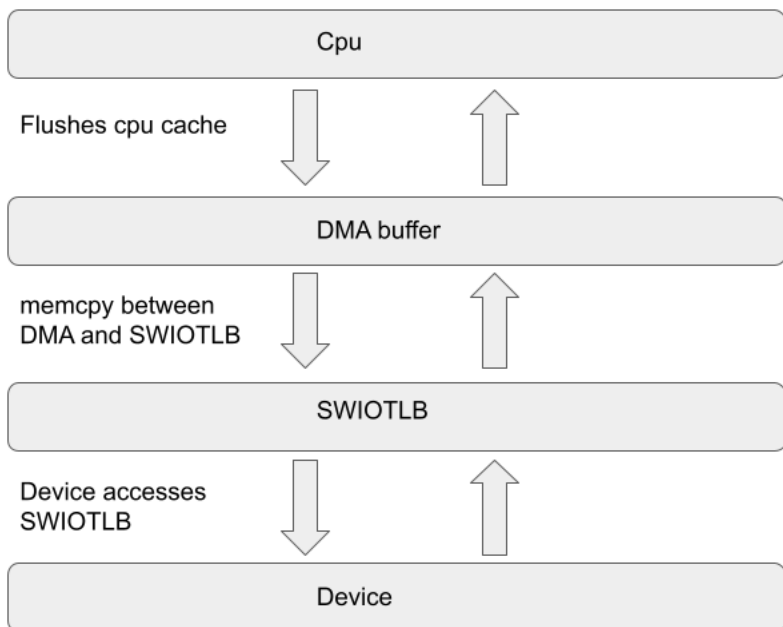 Cpu
Flushes cpu cache
DMA buffer
memcpy between
DMA and SWIOTLB
SWIOTLB
Device accesses
SWIOTLB
Device